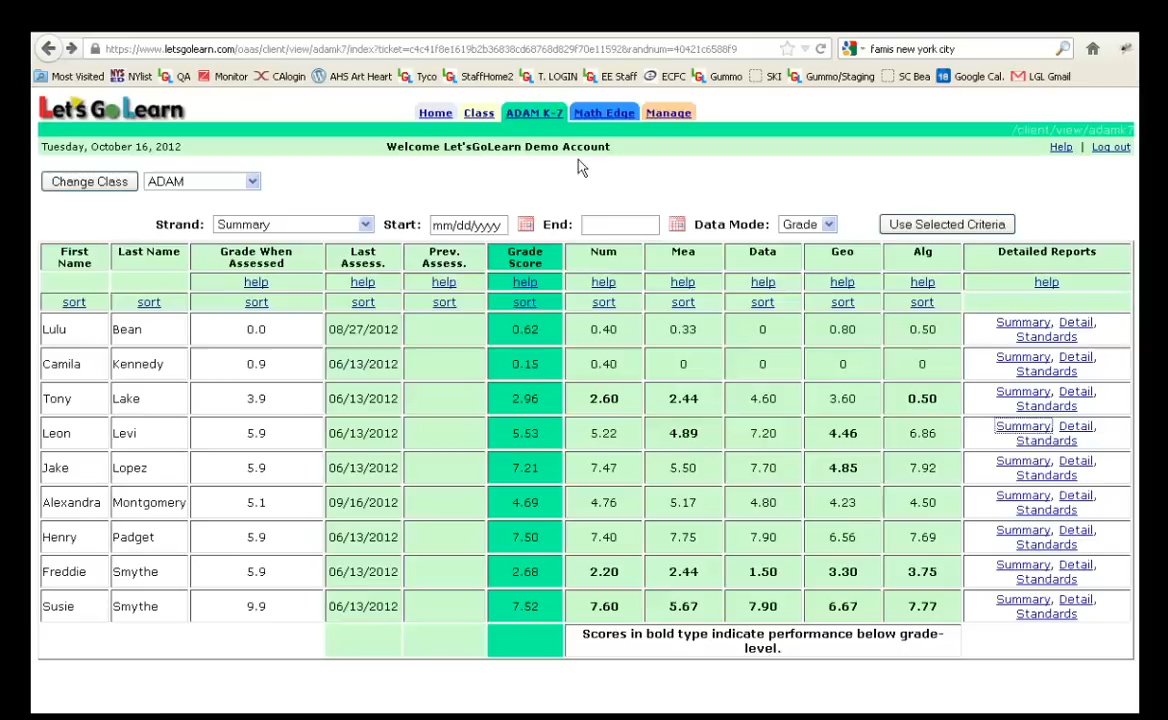 https://www.letsgolearn.com/oaas/client/view/adamk7/index?ticket=c4c41f8e1619b2b36838cd68768d829f70e115928&randnum=40421c6588f9
famis new york city
Most Visited NYlist QA Monitor CAlogin AHS Art Heart Tyco StaffHome2 T. LOGIN EE Staff ECFC Gummo SKI Gummo/Staging SC Bea 18 Google Cal. LGL Gmail
Let's Go Learn
Home Class ADAM K-7 Math Edge Manage
/client/view/adamk7
Tuesday, October 16, 2012 Welcome Let'sGoLearn Demo Account Help | Log out
Change Class ADAM
Strand: Summary Start: mm/dd/yyyy End: Data Mode: Grade Use Selected Criteria
First Name Last Name Grade When Assessed Last Assess. Prev. Assess. Grade Score Num Mea Data Geo Alg Detailed Reports
help help help help help help help help help help
sort sort sort sort sort sort sort sort sort sort sort
Lulu Bean 0.0 08/27/2012 0.62 0.40 0.33 0 0.80 0.50 Summary, Detail, Standards
Camila Kennedy 0.9 06/13/2012 0.15 0.40 0 0 0 0 Summary, Detail, Standards
Tony Lake 3.9 06/13/2012 2.96 2.60 2.44 4.60 3.60 0.50 Summary, Detail, Standards
Leon Levi 5.9 06/13/2012 5.53 5.22 4.89 7.20 4.46 6.86 Summary, Detail, Standards
Jake Lopez 5.9 06/13/2012 7.21 7.47 5.50 7.70 4.85 7.92 Summary, Detail, Standards
Alexandra Montgomery 5.1 09/16/2012 4.69 4.76 5.17 4.80 4.23 4.50 Summary, Detail, Standards
Henry Padget 5.9 06/13/2012 7.50 7.40 7.75 7.90 6.56 7.69 Summary, Detail, Standards
Freddie Smythe 5.9 06/13/2012 2.68 2.20 2.44 1.50 3.30 3.75 Summary, Detail, Standards
Susie Smythe 9.9 06/13/2012 7.52 7.60 5.67 7.90 6.67 7.77 Summary, Detail, Standards
Scores in bold type indicate performance below grade-
level.